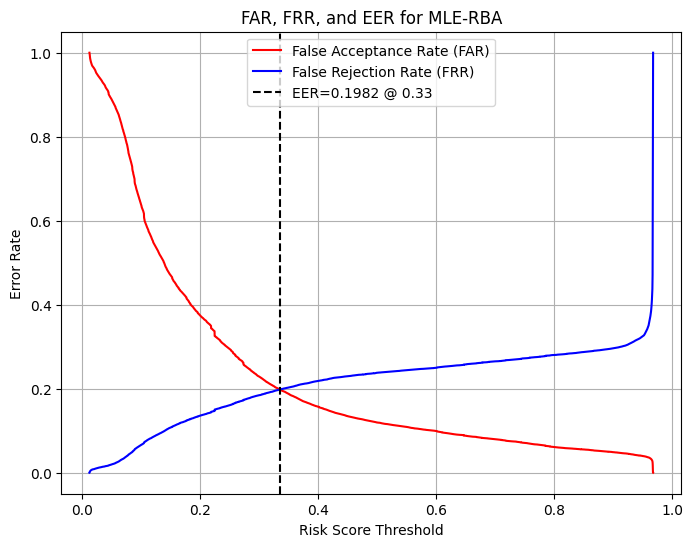 FAR, FRR, and EER for MLE-RBA
False Acceptance Rate (FAR)
False Rejection Rate (FRR)
EER=0.1982 @ 0.33
Error Rate
1.0
0.8
0.6
0.4
0.2
0.0
0.0 0.2 0.4 0.6 0.8 1.0
Risk Score Threshold